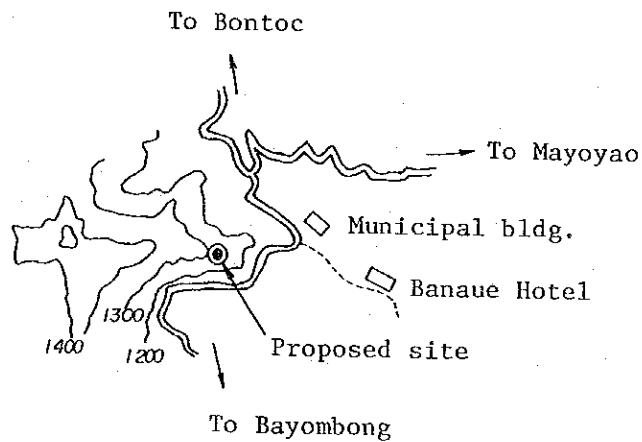 To Bontoc
To Mayoyao
Municipal bldg.
Banaue Hotel
1300
1400
1200
Proposed site
To Bayombong